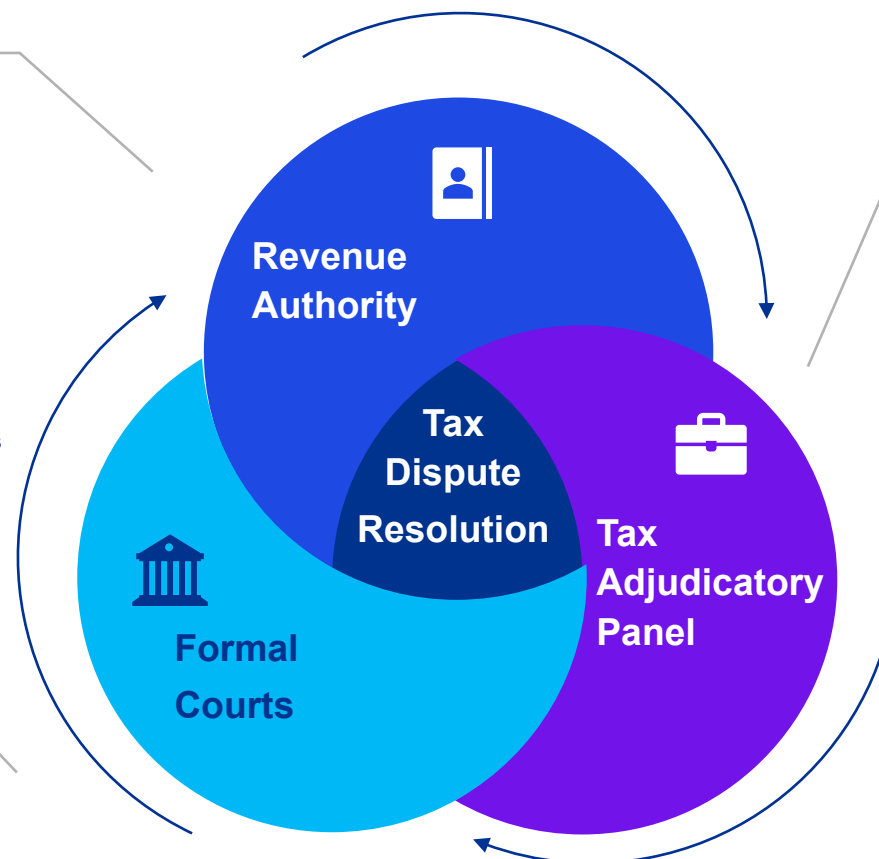 Revenue
Authority
Tax
Dispute
Resolution
Tax
Adjudicatory
Panel
Formal
Courts